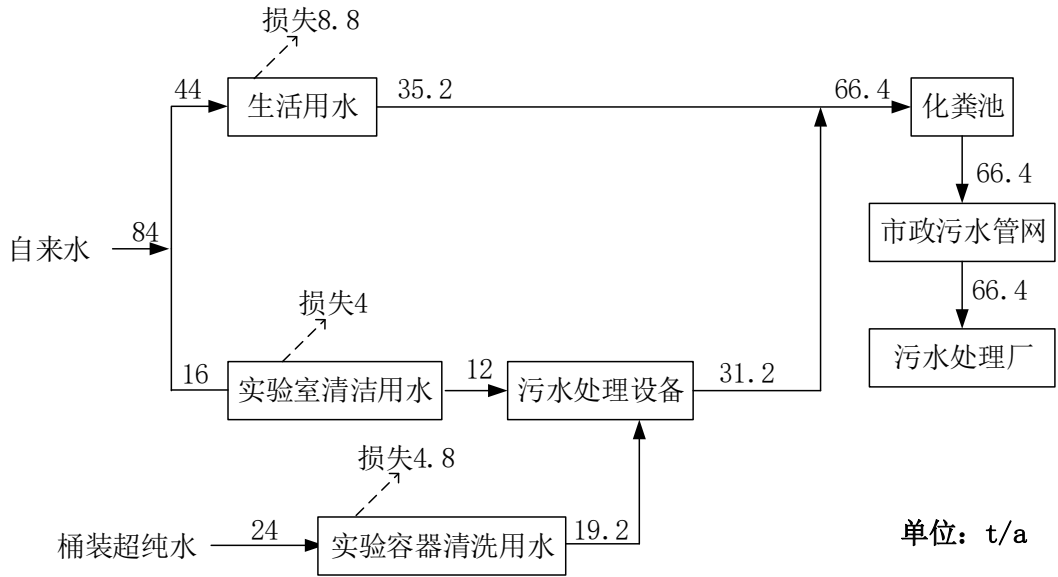 损失8.8
44
生活用水
35.2
66.4
化粪池
66.4
自来水
84
市政污水管网
66.4
损失4
污水处理厂
16
实验室清洁用水
12
污水处理设备
31.2
损失4.8
桶装超纯水
24
实验容器清洗用水
19.2
单位: t/a